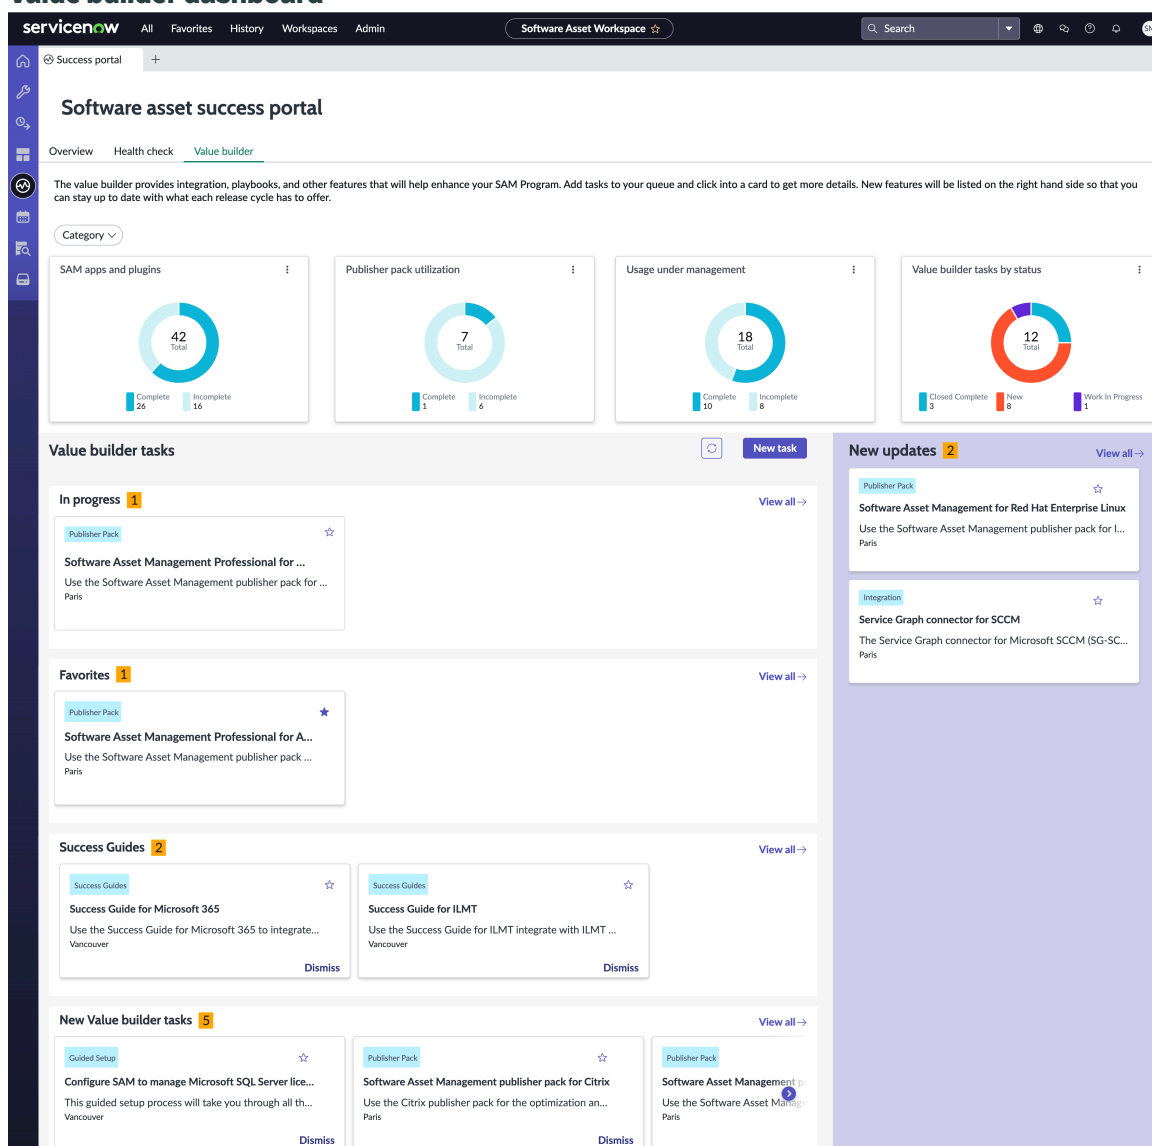 value builder dashboard
servicenow All Favorites History Workspaces Admin Software Asset Workspace Search SM
Success portal
Software asset success portal
Overview Health check Value builder
The value builder provides integration, playbooks, and other features that will help enhance your SAM Program. Add tasks to your queue and click into a card to get more details. New features will be listed on the right hand side so that you
can stay up to date with what each release cycle has to offer.
Category
SAM apps and plugins
42
Total
Complete
26
Incomplete
16
Publisher pack utilization
7
Total
Complete
1
Incomplete
6
Usage under management
18
Total
Complete
10
Incomplete
8
Value builder tasks by status
12
Total
Closed Complete
3
New
8
Work In Progress
1
Value builder tasks New task
In progress 1 View all
Publisher Pack
Software Asset Management Professional for ...
Use the Software Asset Management publisher pack for ...
Paris
Favorites 1 View all
Publisher Pack
Software Asset Management Professional for A...
Use the Software Asset Management publisher pack ...
Paris
Success Guides 2 View all
Success Guides
Success Guide for Microsoft 365
Use the Success Guide for Microsoft 365 to integrate...
Vancouver
Dismiss
Success Guides
Success Guide for ILMT
Use the Success Guide for ILMT integrate with ILMT ...
Vancouver
Dismiss
New Value builder tasks 5 View all
Guided Setup
Configure SAM to manage Microsoft SQL Server lice...
This guided setup process will take you through all th...
Vancouver
Dismiss
Publisher Pack
Software Asset Management publisher pack for Citrix
Use the Citrix publisher pack for the optimization an...
Paris
Dismiss
Publisher Pack
Software Asset Management p
Use the Software Asset Manage
Paris
New updates 2 View all
Publisher Pack
Software Asset Management for Red Hat Enterprise Linux
Use the Software Asset Management publisher pack for I...
Paris
Integration
Service Graph connector for SCCM
The Service Graph connector for Microsoft SCCM (SG-SC...
Paris